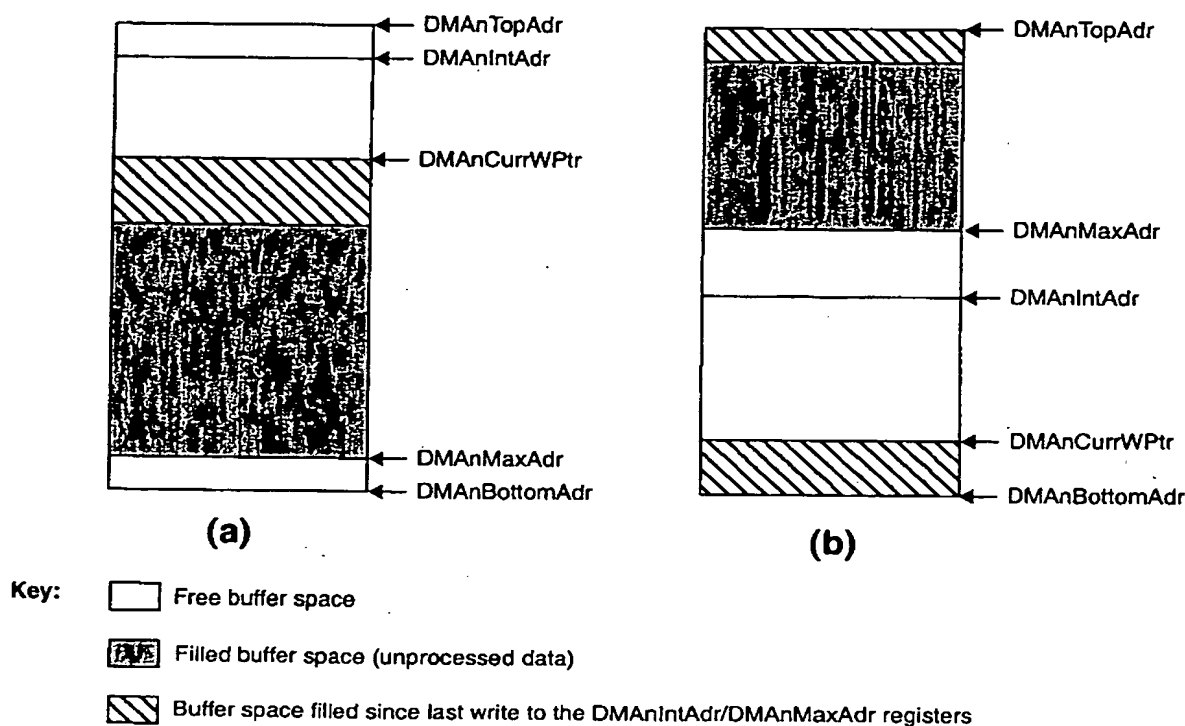 DMAnTopAdr
DMAnIntAdr
DMAnCurrWPtr
DMAnMaxAdr
DMAnBottomAdr
(a)
DMAnTopAdr
DMAnMaxAdr
DMAnIntAdr
DMAnCurrWPtr
DMAnBottomAdr
(b)
Key:
Free buffer space
Filled buffer space (unprocessed data)
Buffer space filled since last write to the DMAnIntAdr/DMAnMaxAdr registers